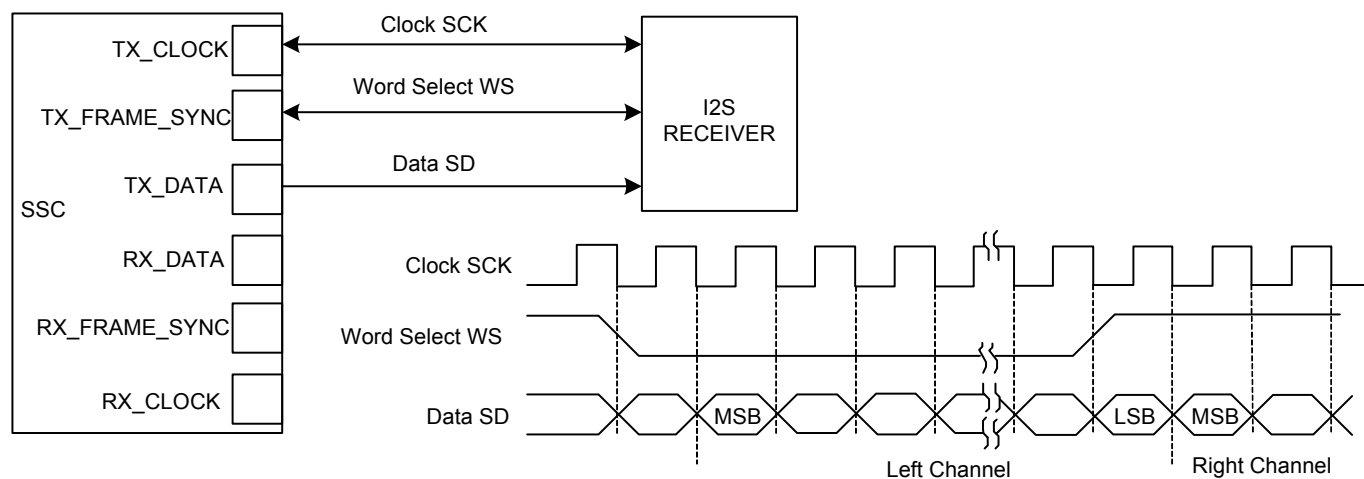 SSC
TX_CLOCK
TX_FRAME_SYNC
TX_DATA
RX_DATA
RX_FRAME_SYNC
RX_CLOCK
Clock SCK
Word Select WS
Data SD
I2S
RECEIVER
Clock SCK
Word Select WS
Data SD
MSB
LSB
MSB
Left Channel
Right Channel